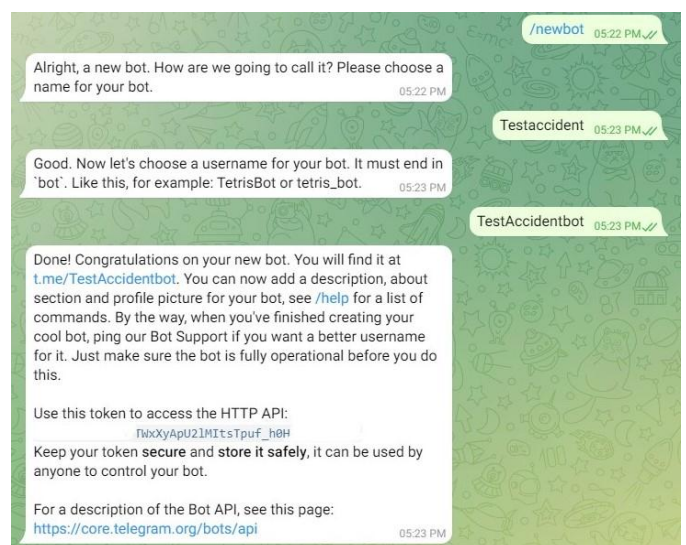 /newbot 05:22 PM
Alright, a new bot. How are we going to call it? Please choose a
name for your bot. 05:22 PM
Testaccident 05:23 PM
Good. Now let's choose a username for your bot. It must end in
`bot`. Like this, for example: TetrisBot or tetris_bot. 05:23 PM
TestAccidentbot 05:23 PM
Done! Congratulations on your new bot. You will find it at
t.me/TestAccidentbot. You can now add a description, about
section and profile picture for your bot, see /help for a list of
commands. By the way, when you've finished creating your
cool bot, ping our Bot Support if you want a better username
for it. Just make sure the bot is fully operational before you do
this.
Use this token to access the HTTP API:
WxXyApU2lMItsTpuf_h0H
Keep your token secure and store it safely, it can be used by
anyone to control your bot.
For a description of the Bot API, see this page:
https://core.telegram.org/bots/api 05:23 PM